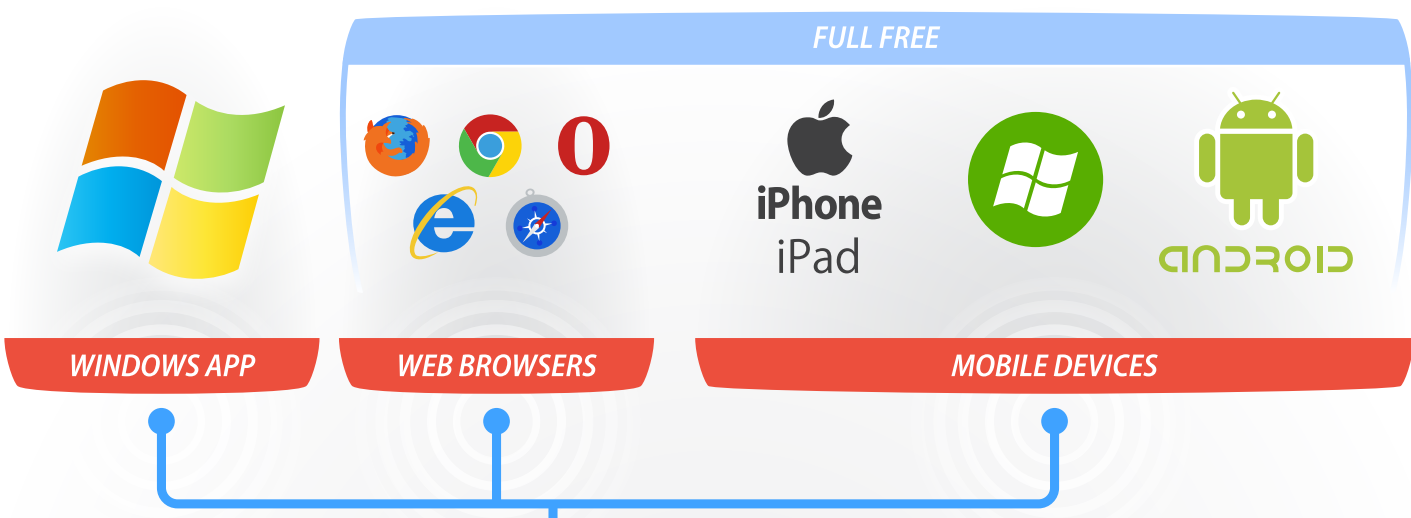 FULL FREE
iPhone
iPad
ANDROID
WINDOWS APP
WEB BROWSERS
MOBILE DEVICES